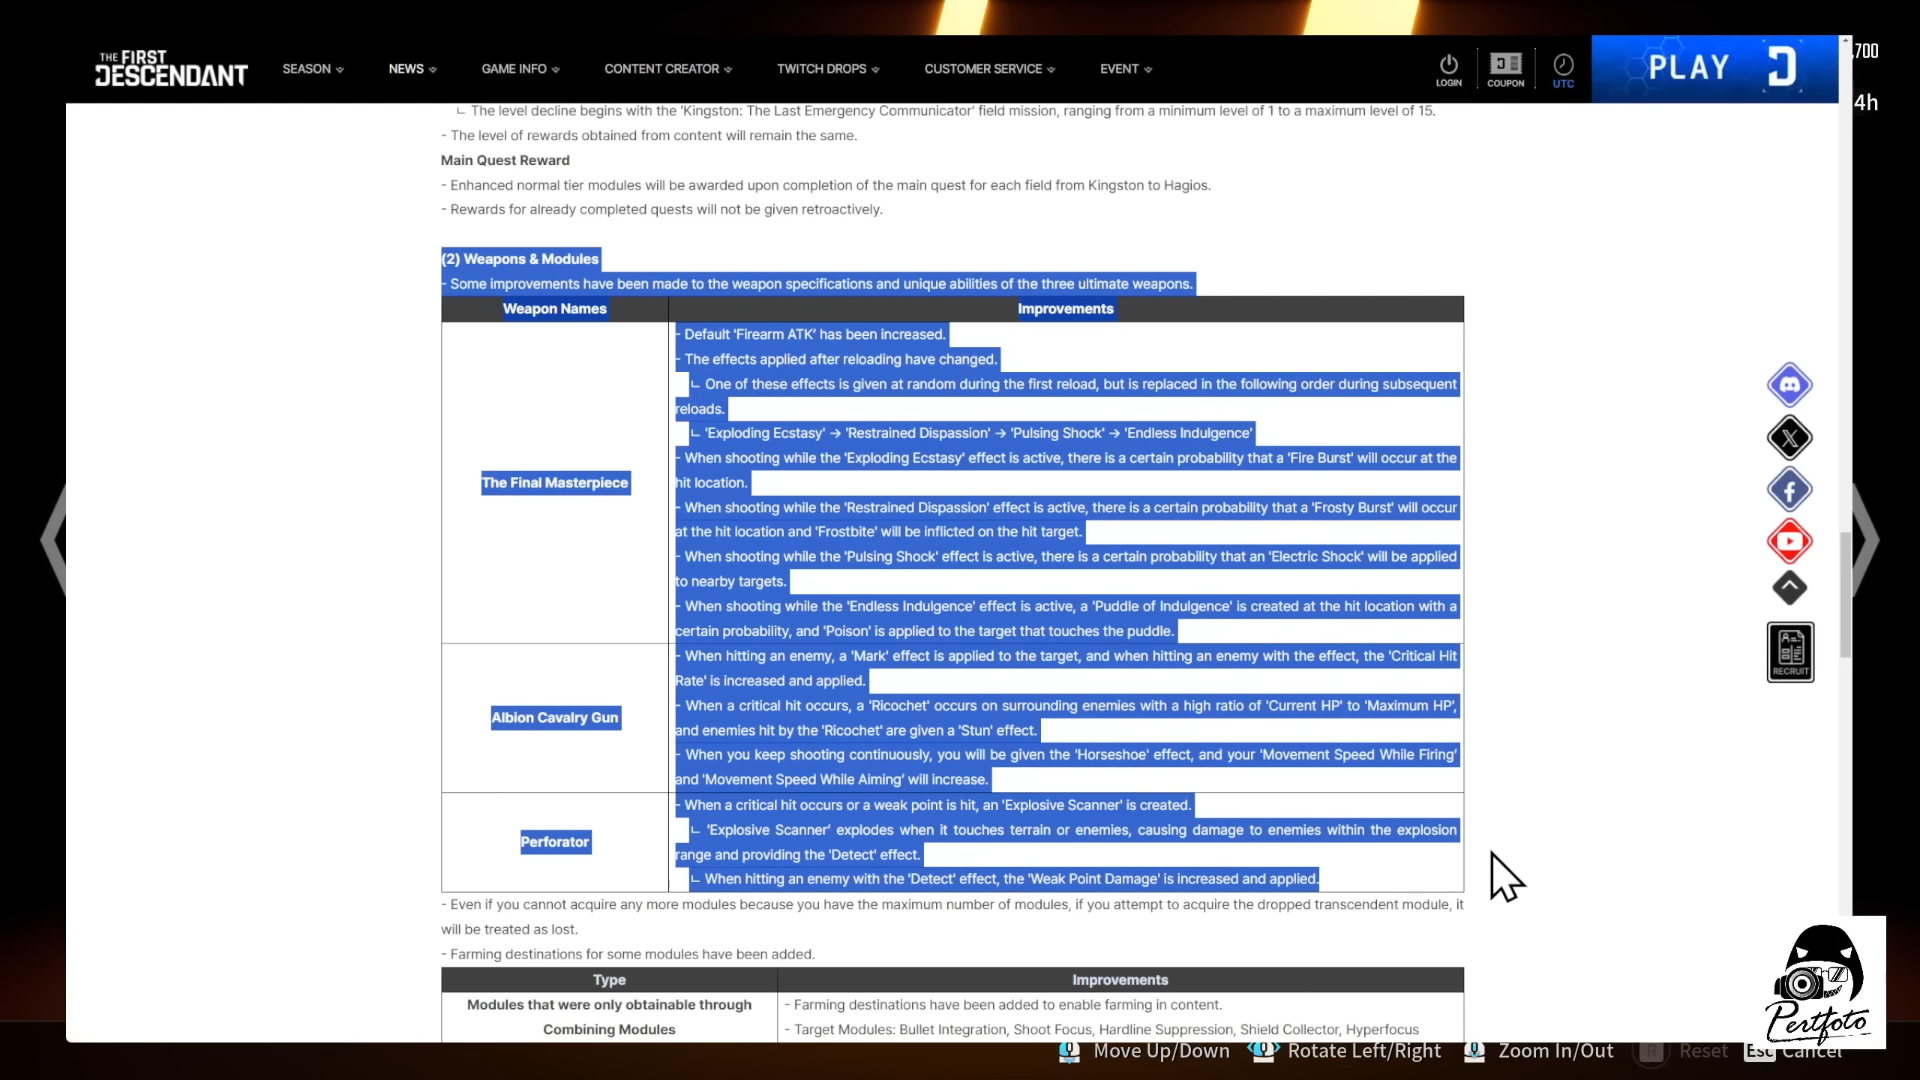 ,700
THE FIRST
DESCENDANT
SEASON
NEWS
GAME INFO
CONTENT CREATOR
TWITCH DROPS
CUSTOMER SERVICE
EVENT
LOGIN
COUPON
UTC
PLAY
4h
ㄴ The level decline begins with the 'Kingston: The Last Emergency Communicator' field mission, ranging from a minimum level of 1 to a maximum level of 15.
- The level of rewards obtained from content will remain the same.
Main Quest Reward
- Enhanced normal tier modules will be awarded upon completion of the main quest for each field from Kingston to Hagios.
- Rewards for already completed quests will not be given retroactively.
(2) Weapons & Modules
- Some improvements have been made to the weapon specifications and unique abilities of the three ultimate weapons.
Weapon Names
Improvements
The Final Masterpiece
- Default 'Firearm ATK' has been increased.
- The effects applied after reloading have changed.
ㄴ One of these effects is given at random during the first reload, but is replaced in the following order during subsequent
reloads.
ㄴ 'Exploding Ecstasy' → 'Restrained Dispassion' → 'Pulsing Shock' → 'Endless Indulgence'
- When shooting while the 'Exploding Ecstasy' effect is active, there is a certain probability that a 'Fire Burst' will occur at the
hit location.
- When shooting while the 'Restrained Dispassion' effect is active, there is a certain probability that a 'Frosty Burst' will occur
at the hit location and 'Frostbite' will be inflicted on the hit target.
- When shooting while the 'Pulsing Shock' effect is active, there is a certain probability that an 'Electric Shock' will be applied
to nearby targets.
- When shooting while the 'Endless Indulgence' effect is active, a 'Puddle of Indulgence' is created at the hit location with a
certain probability, and 'Poison' is applied to the target that touches the puddle.
Albion Cavalry Gun
- When hitting an enemy, a 'Mark' effect is applied to the target, and when hitting an enemy with the effect, the 'Critical Hit
Rate' is increased and applied.
- When a critical hit occurs, a 'Ricochet' occurs on surrounding enemies with a high ratio of 'Current HP' to 'Maximum HP',
and enemies hit by the 'Ricochet' are given a 'Stun' effect.
- When you keep shooting continuously, you will be given the 'Horseshoe' effect, and your 'Movement Speed While Firing'
and 'Movement Speed While Aiming' will increase.
Perforator
- When a critical hit occurs or a weak point is hit, an 'Explosive Scanner' is created.
ㄴ 'Explosive Scanner' explodes when it touches terrain or enemies, causing damage to enemies within the explosion
range and providing the 'Detect' effect.
ㄴ When hitting an enemy with the 'Detect' effect, the 'Weak Point Damage' is increased and applied.
- Even if you cannot acquire any more modules because you have the maximum number of modules, if you attempt to acquire the dropped transcendent module, it
will be treated as lost.
- Farming destinations for some modules have been added.
Type
Improvements
Modules that were only obtainable through
Combining Modules
- Farming destinations have been added to enable farming in content.
- Target Modules: Bullet Integration, Shoot Focus, Hardline Suppression, Shield Collector, Hyperfocus
RECRUIT
Pertfoto
Move Up/Down
Rotate Left/Right
Zoom In/Out
R Reset
Esc Cancel